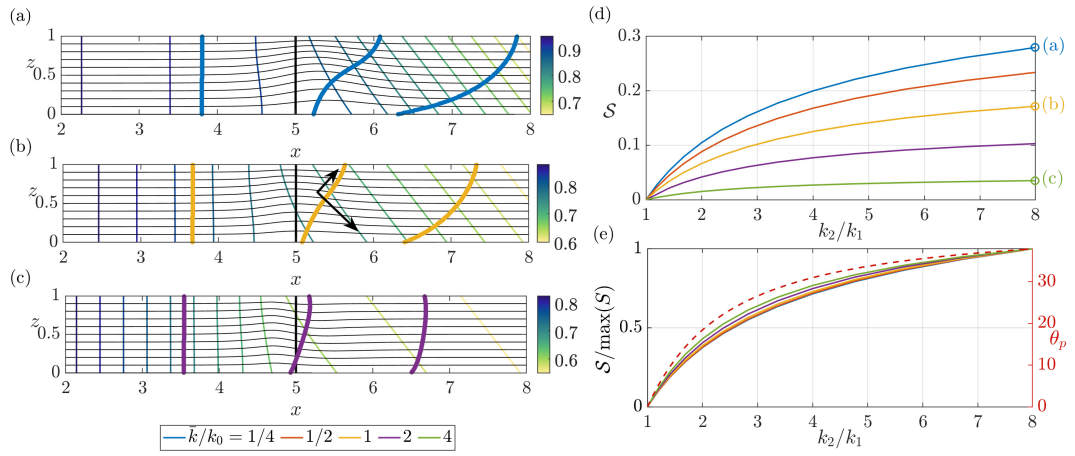 (a)
z
1
0.5
0
2 3 4 5 6 7 8
x
0.9
0.8
0.7
(b)
z
1
0.5
0
2 3 4 5 6 7 8
x
0.8
0.7
0.6
(c)
z
1
0.5
0
2 3 4 5 6 7 8
x
0.8
0.7
0.6
k̄/k₀ = 1/4 1/2 1 2 4
(d)
S
0.3
0.2
0.1
0
1 2 3 4 5 6 7 8
k₂/k₁
(a)
(b)
(c)
(e)
S/max(S)
1
0.5
0
1 2 3 4 5 6 7 8
k₂/k₁
30
20
10
0
θₚ